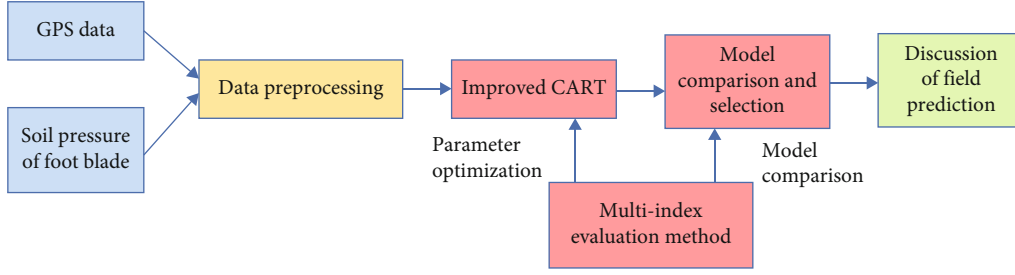 GPS data
Soil pressure
of foot blade
Data preprocessing
Improved CART
Model
comparison and
selection
Discussion
of field
prediction
Parameter
optimization
Model
comparison
Multi-index
evaluation method